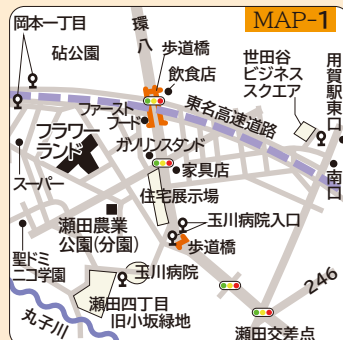 MAP-1
岡本一丁目
環八
砧公園
歩道橋
飲食店
世田谷
ビジネス
スクエア
用賀駅東口
ファースト
フード
東名高速道路
フラワー
ランド
ガソリンスタンド
スーパー
家具店
南口
住宅展示場
瀬田農業
公園(分園)
玉川病院入口
歩道橋
聖ドミ
ニコ学園
玉川病院
246
瀬田四丁目
旧小坂緑地
丸子川
瀬田交差点